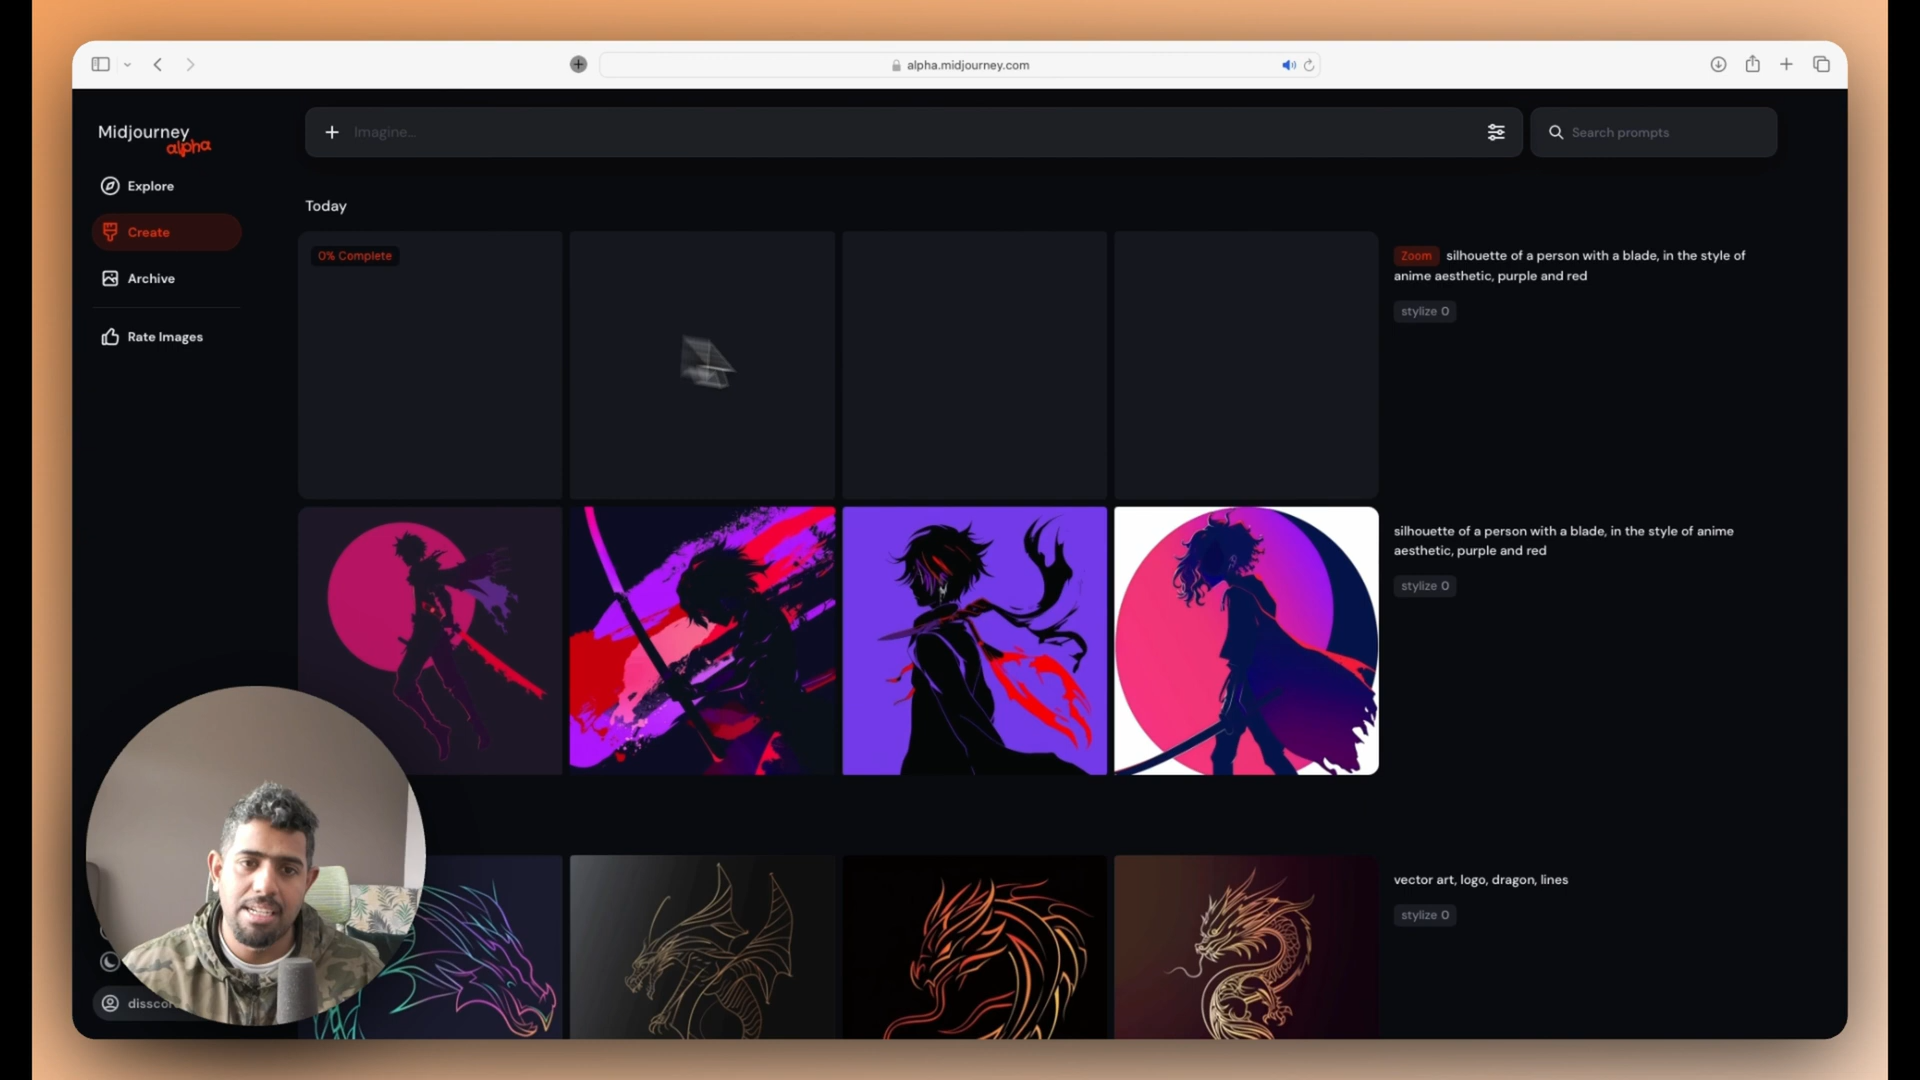 alpha.midjourney.com
Midjourney
alpha
Imagine...
Search prompts
Explore
Create
Archive
Rate Images
Today
0% Complete
Zoom silhouette of a person with a blade, in the style of
anime aesthetic, purple and red
stylize 0
silhouette of a person with a blade, in the style of anime
aesthetic, purple and red
stylize 0
vector art, logo, dragon, lines
stylize 0